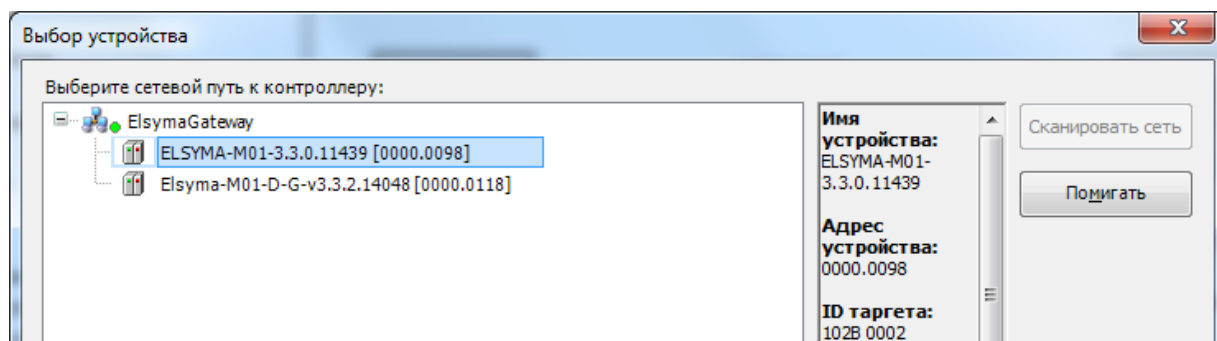 Выбор устройства
Выберите сетевой путь к контроллеру:
ElsymaGateway
ELSYMA-M01-3.3.0.11439 [0000.0098]
Elsyma-M01-D-G-v3.3.2.14048 [0000.0118]
Имя
устройства:
ELSYMA-M01-
3.3.0.11439
Адрес
устройства:
0000.0098
ID таргета:
102B 0002
Сканировать сеть
Помигать